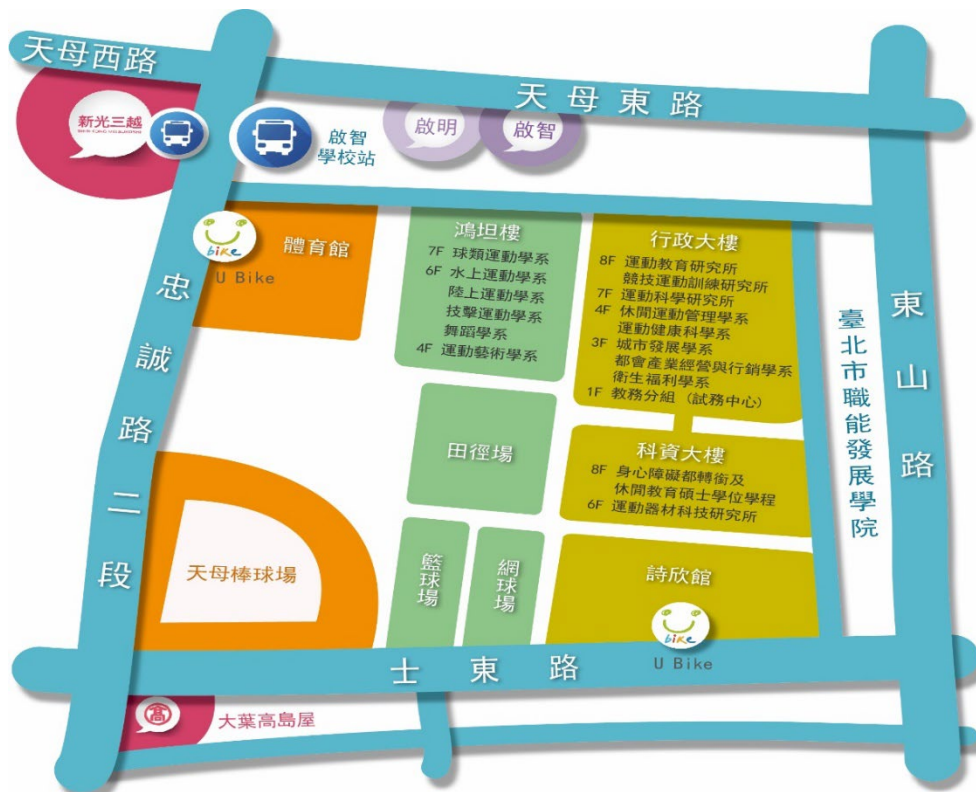 天母西路
天母東路
新光三越
啟智
學校站
啟明
啟智
bike
U Bike
體育館
鴻坦樓
7F 球類運動學系
6F 水上運動學系
陸上運動學系
技擊運動學系
舞蹈學系
4F 運動藝術學系
行政大樓
8F 運動教育研究所
競技運動訓練研究所
7F 運動科學研究所
4F 休閒運動管理學系
運動健康科學系
3F 城市發展學系
都會產業經營與行銷學系
衛生福利學系
1F 教務分組（試務中心）
忠誠路二段
東山路
臺北市職能發展學院
田徑場
科資大樓
8F 身心障礙都轉銜及
休閒教育碩士學位學程
6F 運動器材科技研究所
天母棒球場
籃球場
網球場
詩欣館
bike
U Bike
士東路
高
大葉高島屋